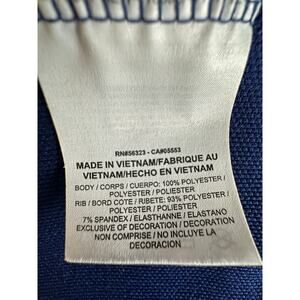 RN#56323 - CA#05553
MADE IN VIETNAM/FABRIQUE AU
VIETNAM/HECHO EN VIETNAM
BODY / CORPS / CUERPO: 100% POLYESTER /
POLYESTER / POLIESTER
RIB / BORD COTE / RIBETE: 93% POLYESTER /
POLYESTER / POLIESTER
7% SPANDEX / ELASTHANNE / ELASTANO
EXCLUSIVE OF DECORATION / DECORATION
NON COMPRISE / NO INCLUYE LA
DECORACION